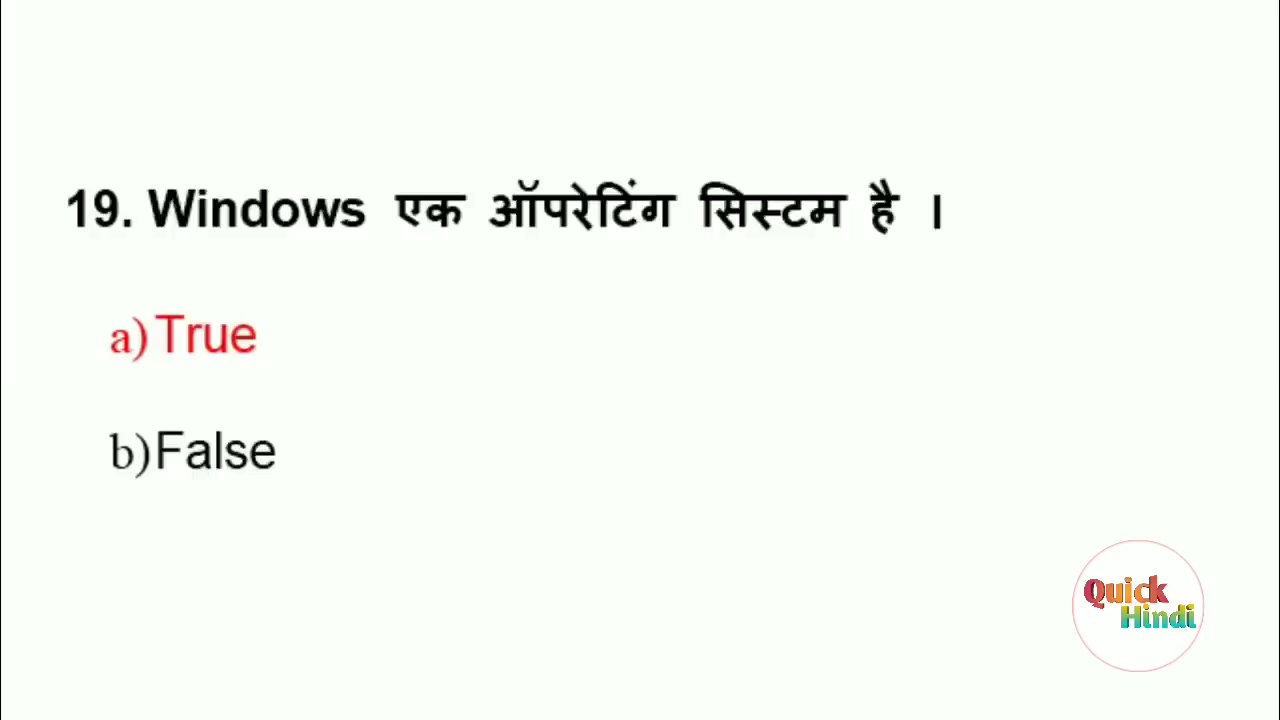 19. Windows एक ऑपरेटिंग सिस्टम है ।
a) True
b) False
Quick
Hindi